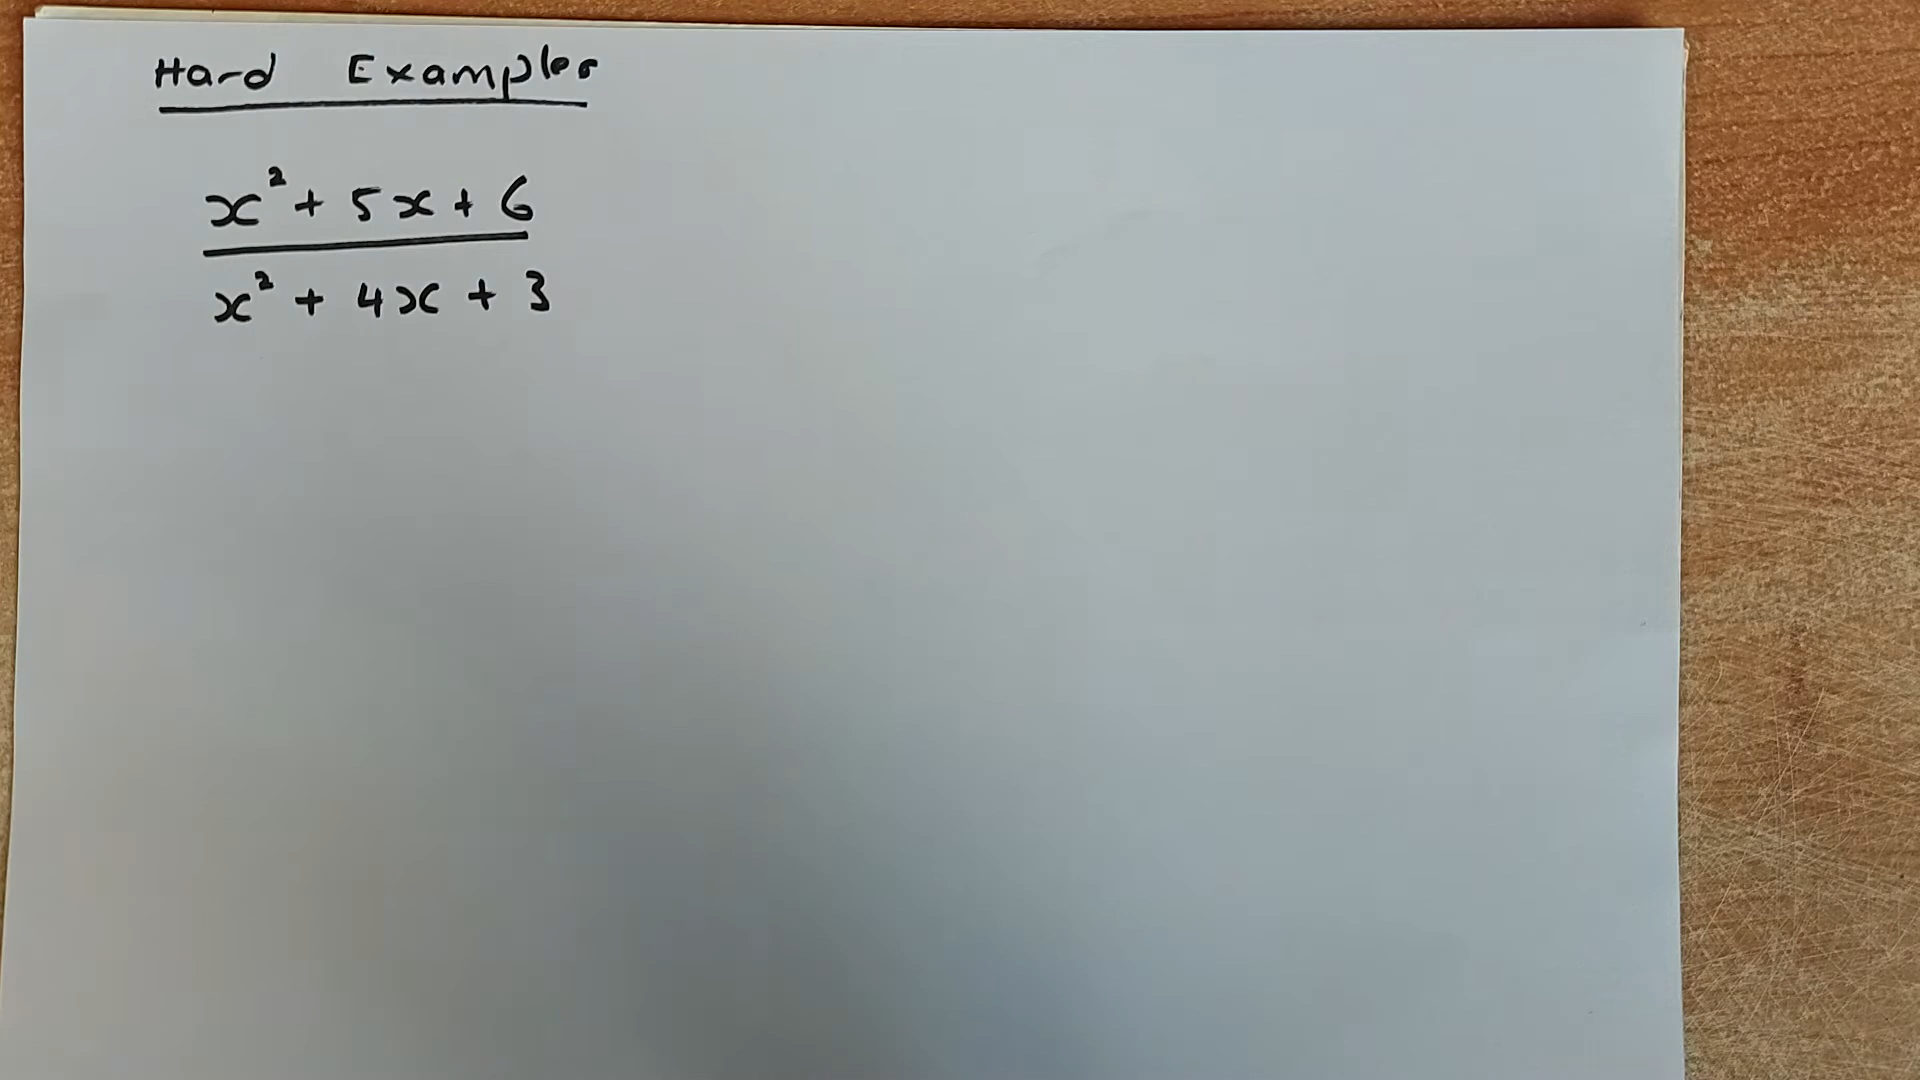 Hard Examples
x² + 5x + 6
x² + 4x + 3